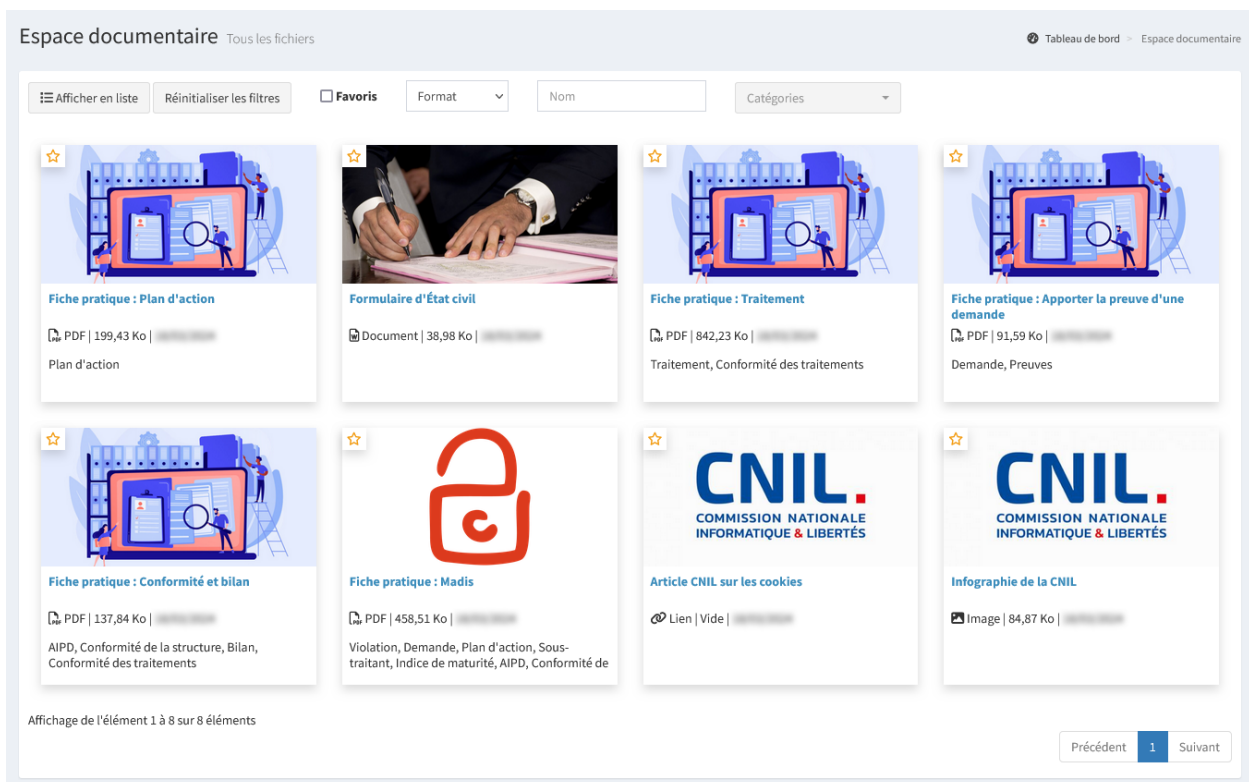 Espace documentaire Tous les fichiers
Tableau de bord > Espace documentaire
Afficher en liste
Réinitialiser les filtres
Favoris
Format
Nom
Catégories
Fiche pratique : Plan d'action
PDF | 199,43 Ko |
Plan d'action
Formulaire d'État civil
Document | 38,98 Ko |
Fiche pratique : Traitement
PDF | 842,23 Ko |
Traitement, Conformité des traitements
Fiche pratique : Apporter la preuve d'une
demande
PDF | 91,59 Ko |
Demande, Preuves
Fiche pratique : Conformité et bilan
PDF | 137,84 Ko |
AIPD, Conformité de la structure, Bilan,
Conformité des traitements
Fiche pratique : Madis
PDF | 458,51 Ko |
Violation, Demande, Plan d'action, Sous-
traitant, Indice de maturité, AIPD, Conformité de
CNIL.
COMMISSION NATIONALE
INFORMATIQUE & LIBERTÉS
Article CNIL sur les cookies
Lien | Vide |
CNIL.
COMMISSION NATIONALE
INFORMATIQUE & LIBERTÉS
Infographie de la CNIL
Image | 84,87 Ko |
Affichage de l'élément 1 à 8 sur 8 éléments
Précédent 1 Suivant